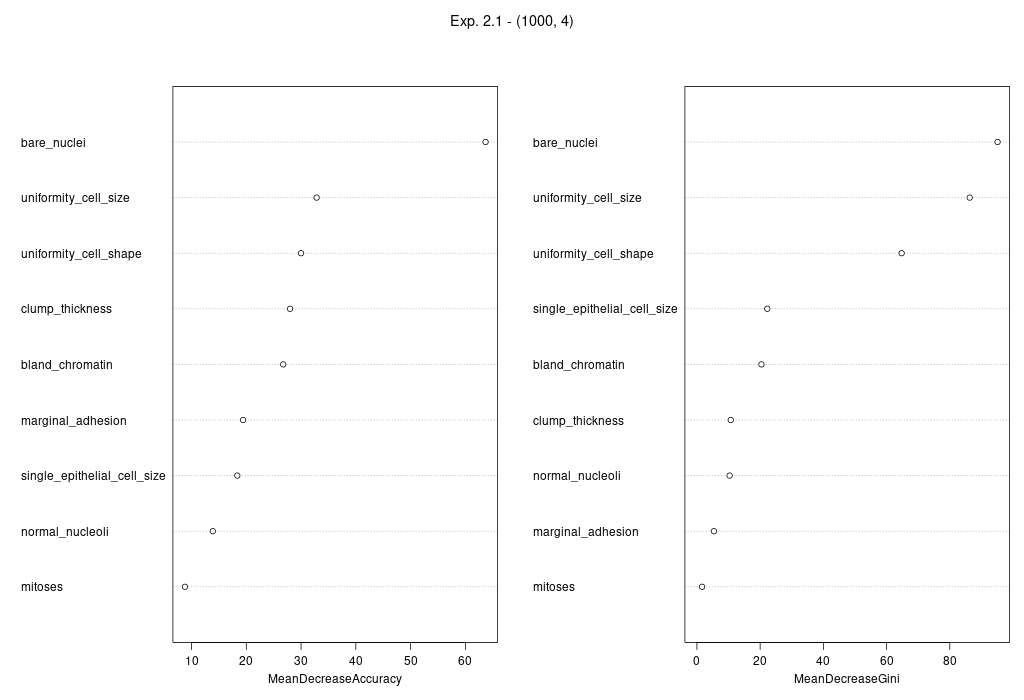 Exp. 2.1 - (1000, 4)
bare_nuclei
uniformity_cell_size
uniformity_cell_shape
clump_thickness
bland_chromatin
marginal_adhesion
single_epithelial_cell_size
normal_nucleoli
mitoses
10 20 30 40 50 60
MeanDecreaseAccuracy
bare_nuclei
uniformity_cell_size
uniformity_cell_shape
single_epithelial_cell_size
bland_chromatin
clump_thickness
normal_nucleoli
marginal_adhesion
mitoses
0 20 40 60 80
MeanDecreaseGini